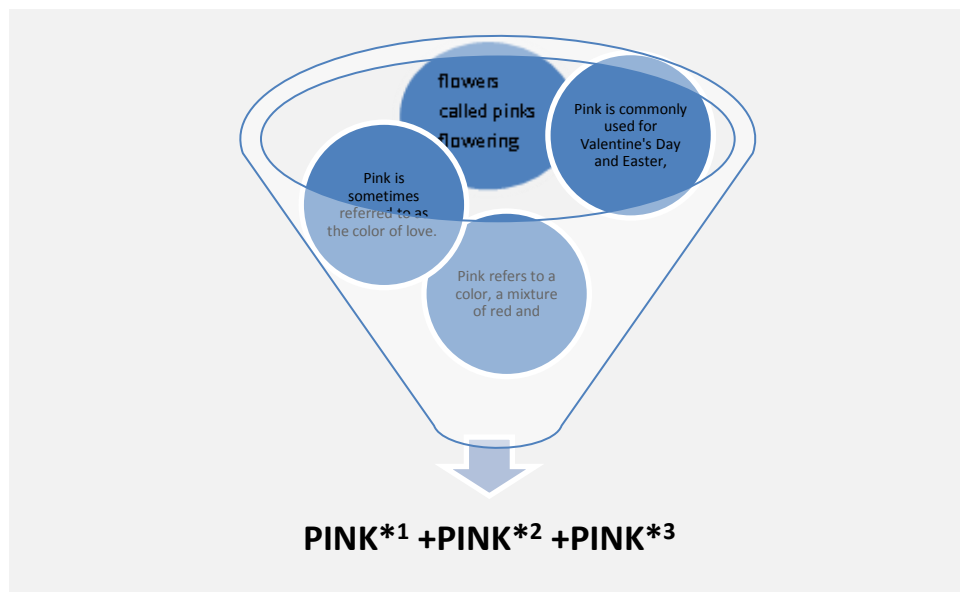 flowers
called pinks
flowering
Pink is commonly
used for
Valentine's Day
and Easter,
Pink is
sometimes
referred to as
the color of love.
Pink refers to a
color, a mixture
of red and
PINK*1 +PINK*2 +PINK*3